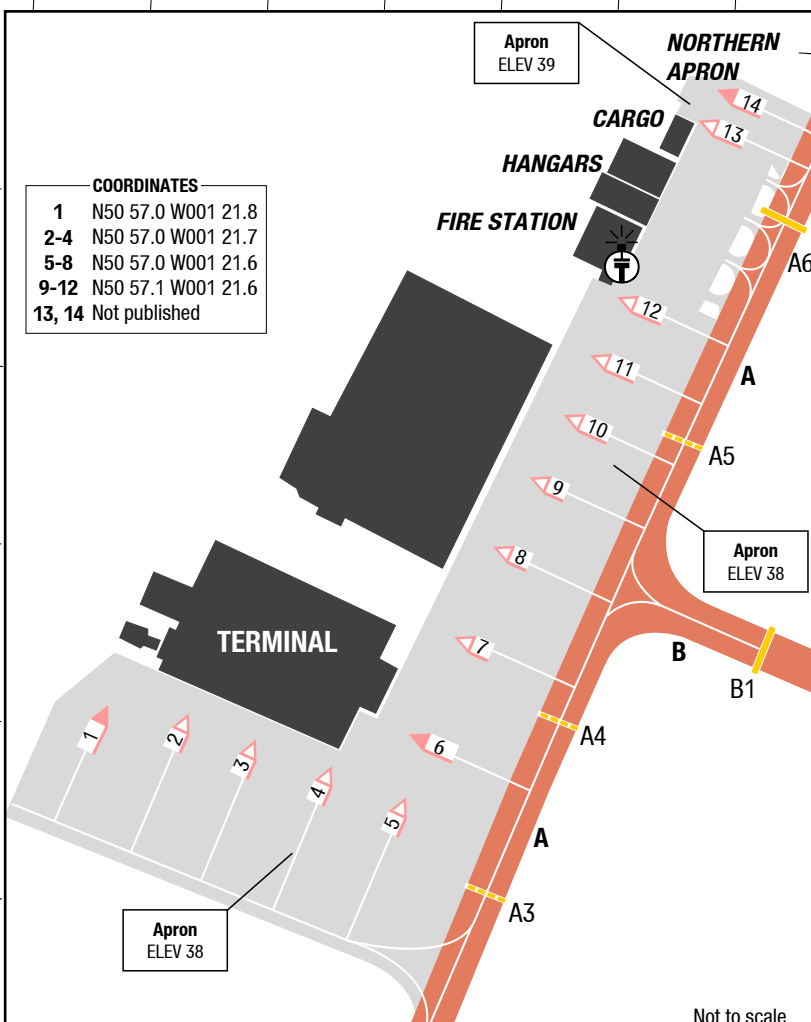 Apron
ELEV 39
NORTHERN
APRON
14
CARGO
13
HANGARS
COORDINATES
1 N50 57.0 W001 21.8
2-4 N50 57.0 W001 21.7
5-8 N50 57.0 W001 21.6
9-12 N50 57.1 W001 21.6
13, 14 Not published
FIRE STATION
A6
12
11
A
10
A5
9
8
Apron
ELEV 38
TERMINAL
7
B
B1
1
2
3
6
A4
4
5
A
A3
Apron
ELEV 38
Not to scale